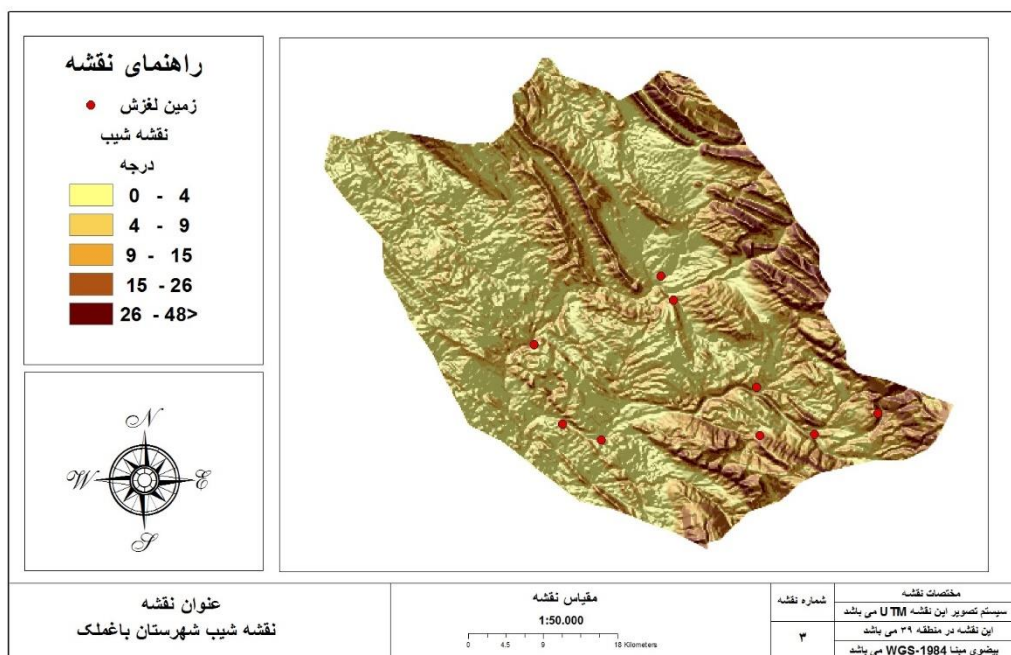 راهنمای نقشه
زمین لغزش
نقشه شیب
درجه
0 - 4
4 - 9
9 - 15
15 - 26
26 - 48>
N
W
E
S
عنوان نقشه
نقشه شیب شهرستان باغملک
مقیاس نقشه
1:50.000
0 4.5 9 18 Kilometers
شماره نقشه
۳
مختصات نقشه
سیستم تصویر این نقشه UTM می باشد
این نقشه در منطقه ۳۹ می باشد
بیضوی مبنا WGS-1984 می باشد